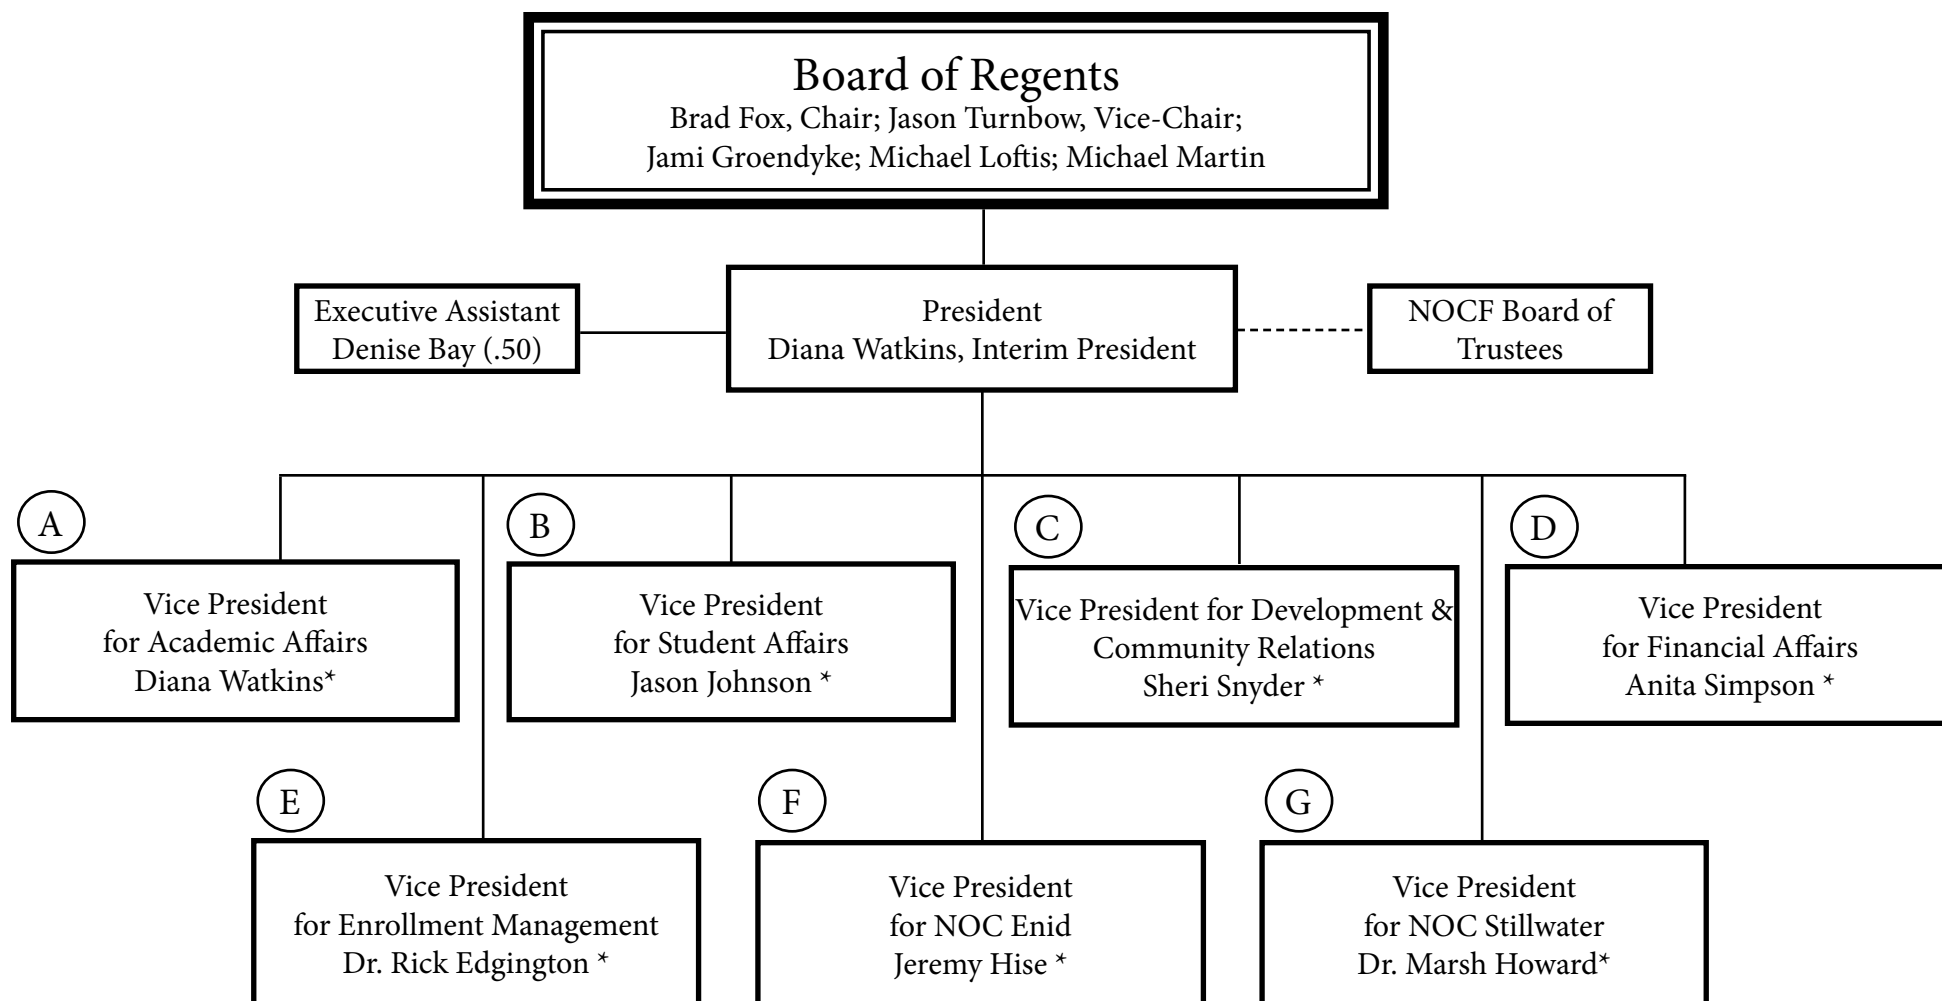 Board of Regents
Brad Fox, Chair; Jason Turnbow, Vice-Chair;
Jami Groendyke; Michael Loftis; Michael Martin
Executive Assistant
Denise Bay (.50)
President
Diana Watkins, Interim President
NOCF Board of
Trustees
A
Vice President
for Academic Affairs
Diana Watkins*
B
Vice President
for Student Affairs
Jason Johnson *
C
Vice President for Development &
Community Relations
Sheri Snyder *
D
Vice President
for Financial Affairs
Anita Simpson *
E
Vice President
for Enrollment Management
Dr. Rick Edgington *
F
Vice President
for NOC Enid
Jeremy Hise *
G
Vice President
for NOC Stillwater
Dr. Marsh Howard*